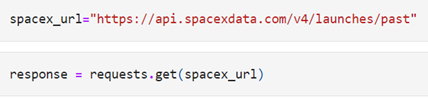 spacex_url="https://api.spacexdata.com/v4/launches/past"
response = requests.get(spacex_url)